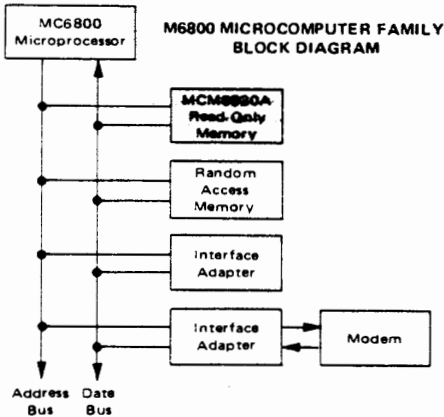 MC6800
Microprocessor
M6800 MICROCOMPUTER FAMILY
BLOCK DIAGRAM
Read-Only
Memory
Random
Access
Memory
Interface
Adapter
Interface
Adapter
Modem
Address
Bus
Date
Bus